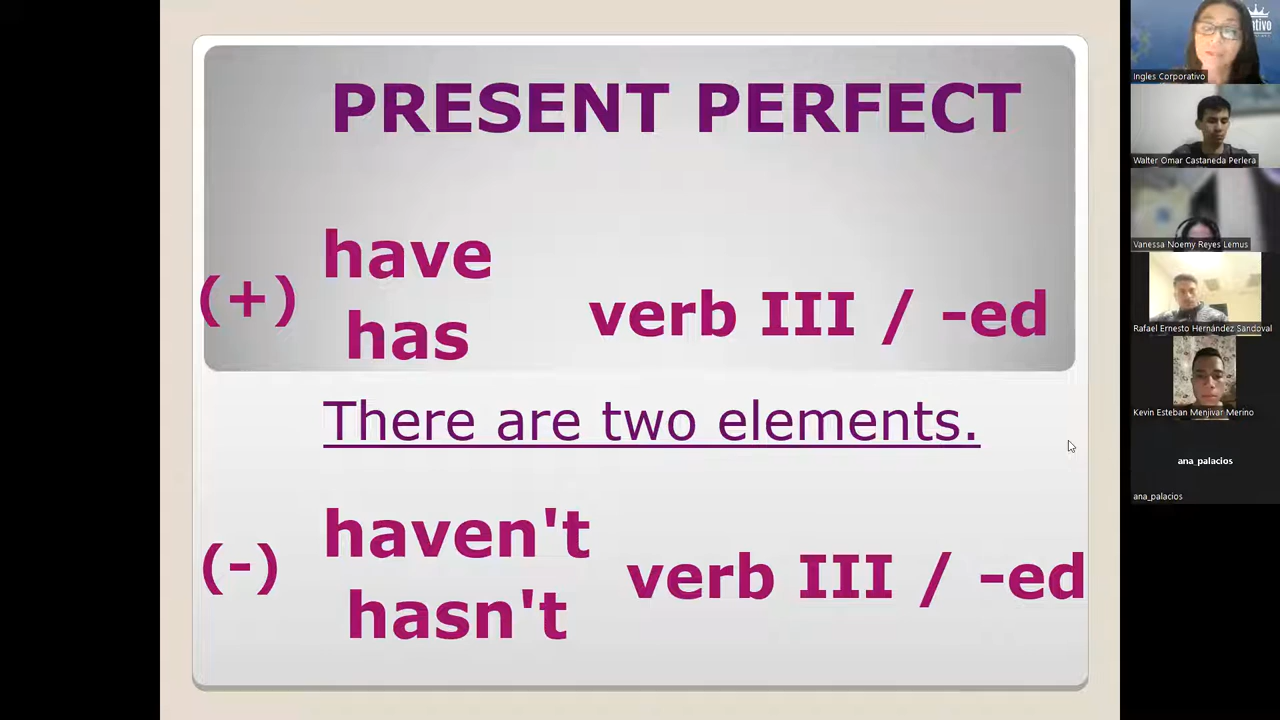 PRESENT PERFECT
have
(+)
has
verb III / -ed
There are two elements.
haven't
(-)
hasn't
verb III / -ed
Ingles Corporativo
Walter Omar Castaneda Perlera
Vanessa Noemy Reyes Lemus
Rafael Ernesto Hernández Sandoval
Kevin Esteban Menjivar Merino
ana_palacios
ana_palacios